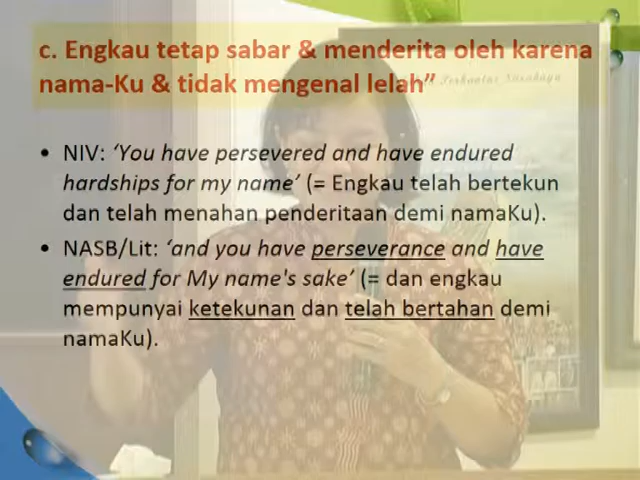 c. Engkau tetap sabar & menderita oleh karena
nama-Ku & tidak mengenal lelah”
• NIV: ‘You have persevered and have endured
hardships for my name’ (= Engkau telah bertekun
dan telah menahan penderitaan demi namaKu).
• NASB/Lit: ‘and you have perseverance and have
endured for My name's sake’ (= dan engkau
mempunyai ketekunan dan telah bertahan demi
namaKu).